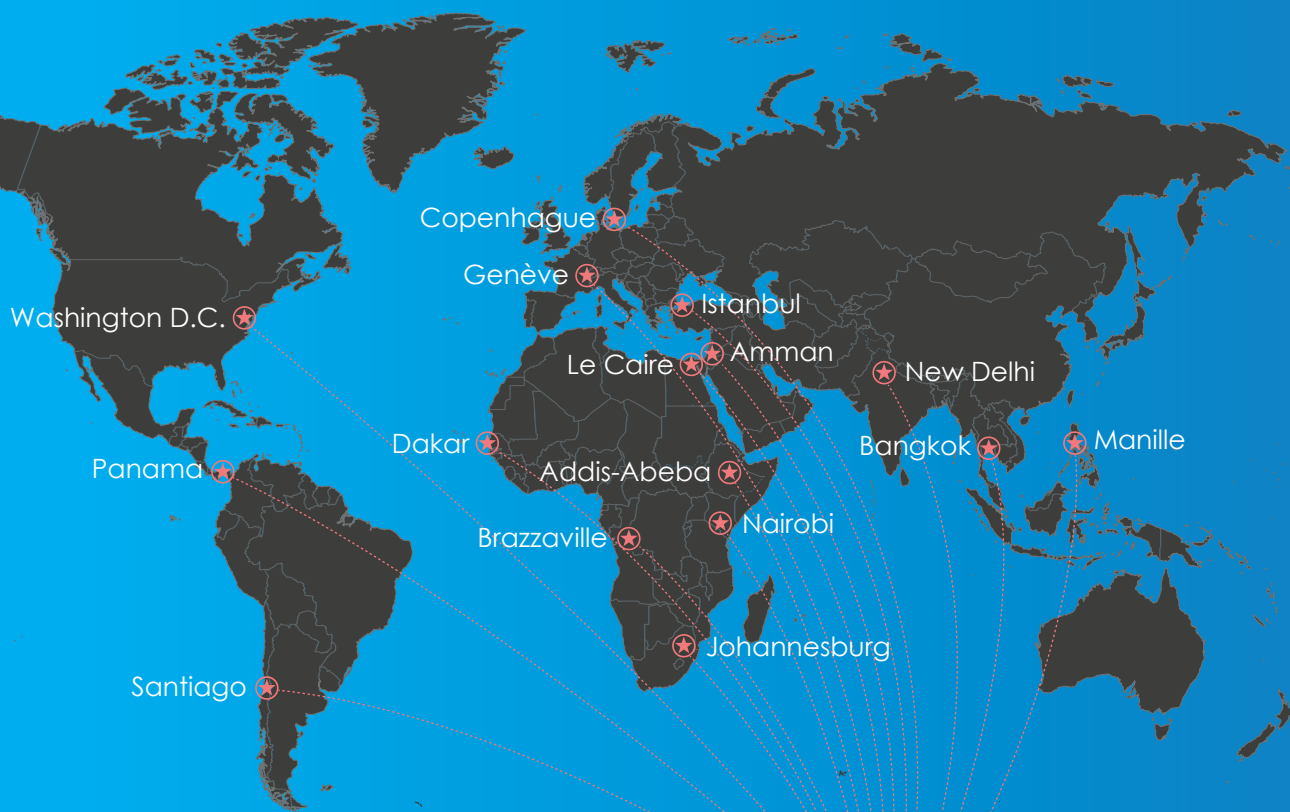 Copenhague
Genève
Istanbul
Washington D.C.
Amman
Le Caire
New Delhi
Dakar
Bangkok
Manille
Panama
Addis-Abeba
Nairobi
Brazzaville
Johannesburg
Santiago